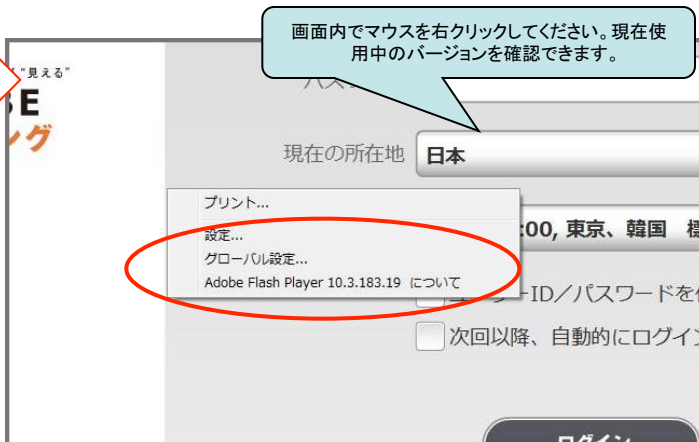 画面内でマウスを右クリックしてください。現在使
用中のバージョンを確認できます。
"見える"
E
ング
現在の所在地
日本
プリント...
設定...
グローバル設定...
Adobe Flash Player 10.3.183.19 について
:00, 東京、韓国
ID／パスワードを
次回以降、自動的にログイン
ログイン